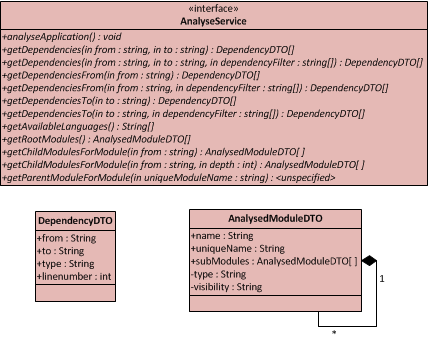 «interface»
AnalyseService
+analyseApplication() : void
+getDependencies(in from : string, in to : string) : DependencyDTO[]
+getDependencies(in from : string, in to : string, in dependencyFilter : string[]) : DependencyDTO[]
+getDependenciesFrom(in from : string) : DependencyDTO[]
+getDependenciesFrom(in from : string, in dependencyFilter : string[]) : DependencyDTO[]
+getDependenciesTo(in to : string) : DependencyDTO[]
+getDependenciesTo(in to : string, in dependencyFilter : string[]) : DependencyDTO[]
+getAvailableLanguages() : String[]
+getRootModules() : AnalysedModuleDTO[]
+getChildModulesForModule(in from : string) : AnalysedModuleDTO[ ]
+getChildModulesForModule(in from : string, in depth : int) : AnalysedModuleDTO[ ]
+getParentModuleForModule(in uniqueModuleName : string) : <unspecified>
DependencyDTO
+from : String
+to : String
+type : String
+linenumber : int
AnalysedModuleDTO
+name : String
+uniqueName : String
+subModules : AnalysedModuleDTO[ ]
-type : String
-visibility : String
1
*